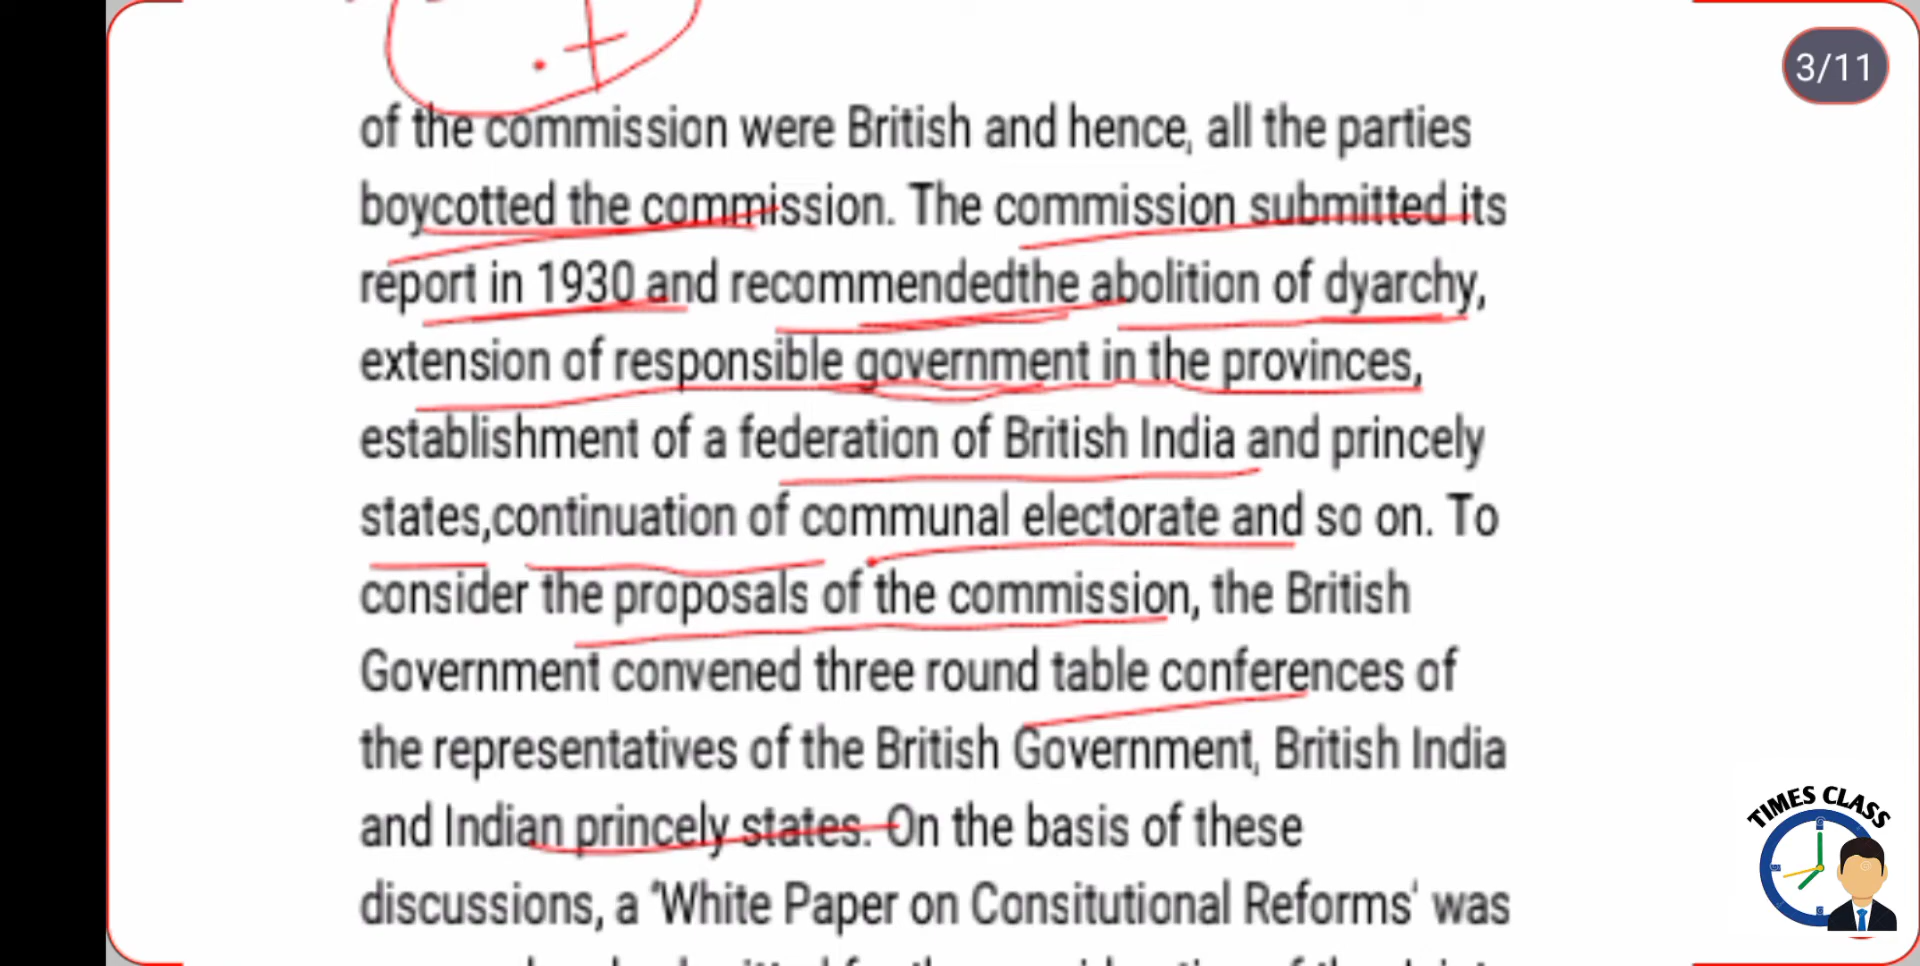 3/11
of the commission were British and hence, all the parties
boycotted the commission. The commission submitted its
report in 1930 and recommendedthe abolition of dyarchy,
extension of responsible government in the provinces,
establishment of a federation of British India and princely
states,continuation of communal electorate and so on. To
consider the proposals of the commission, the British
Government convened three round table conferences of
the representatives of the British Government, British India
and Indian princely states. On the basis of these
discussions, a 'White Paper on Consitutional Reforms' was
TIMES CLASS